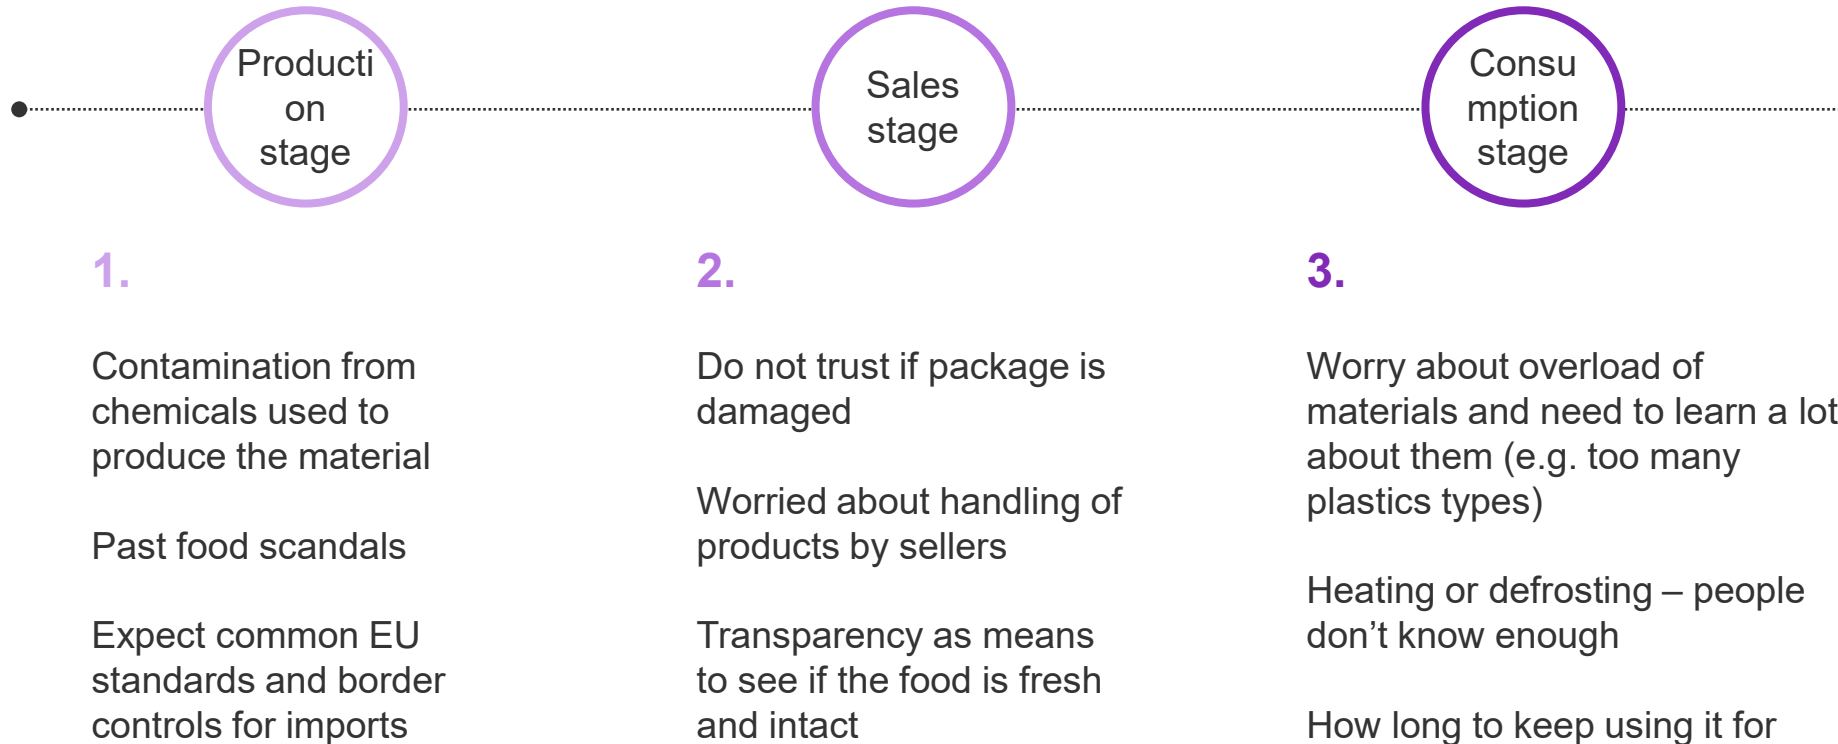 Producti
on
stage
Sales
stage
Consu
mption
stage
1.
Contamination from
chemicals used to
produce the material
Past food scandals
Expect common EU
standards and border
controls for imports
2.
Do not trust if package is
damaged
Worried about handling of
products by sellers
Transparency as means
to see if the food is fresh
and intact
3.
Worry about overload of
materials and need to learn a lot
about them (e.g. too many
plastics types)
Heating or defrosting – people
don’t know enough
How long to keep using it for